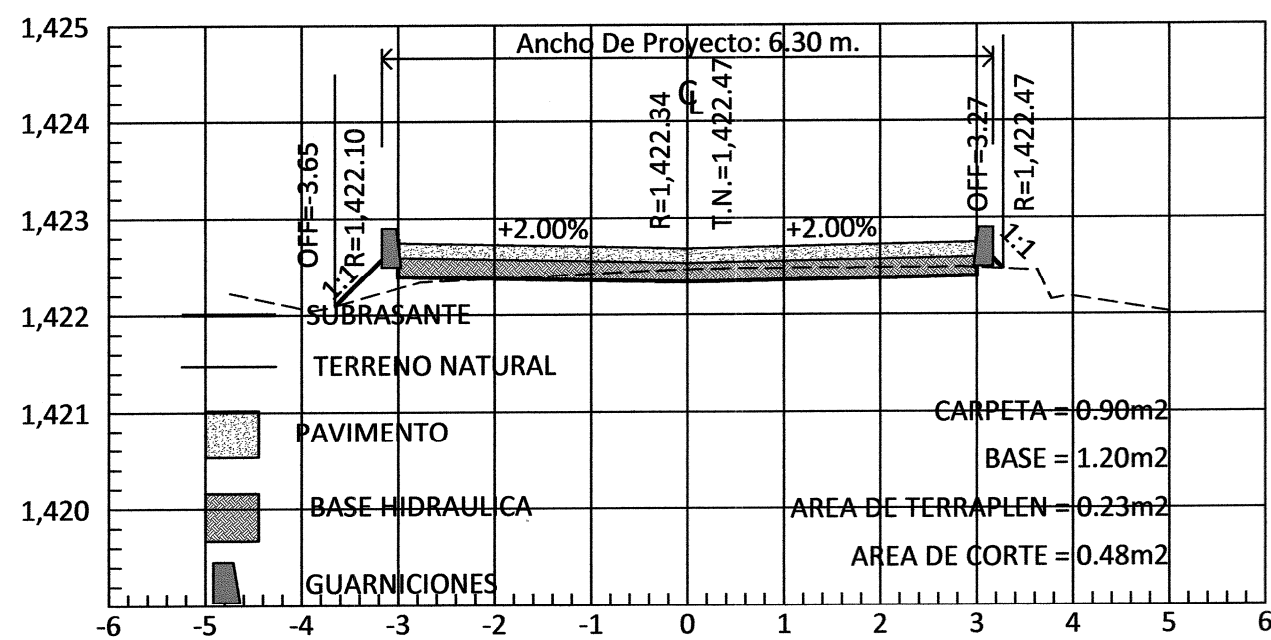 1,425
Ancho De Proyecto: 6.30 m.
1,424
CL
OFF=-3.65
R=1,422.10
R=1,422.34
T.N.=1,422.47
OFF=3.27
R=1,422.47
1,423
+2.00%
+2.00%
1:1
1:1
1,422
SUBRASANTE
TERRENO NATURAL
1,421
CARPETA = 0.90m2
PAVIMENTO
BASE = 1.20m2
1,420
BASE HIDRAULICA
AREA DE TERRAPLEN = 0.23m2
AREA DE CORTE = 0.48m2
GUARNICIONES
-6 -5 -4 -3 -2 -1 0 1 2 3 4 5 6